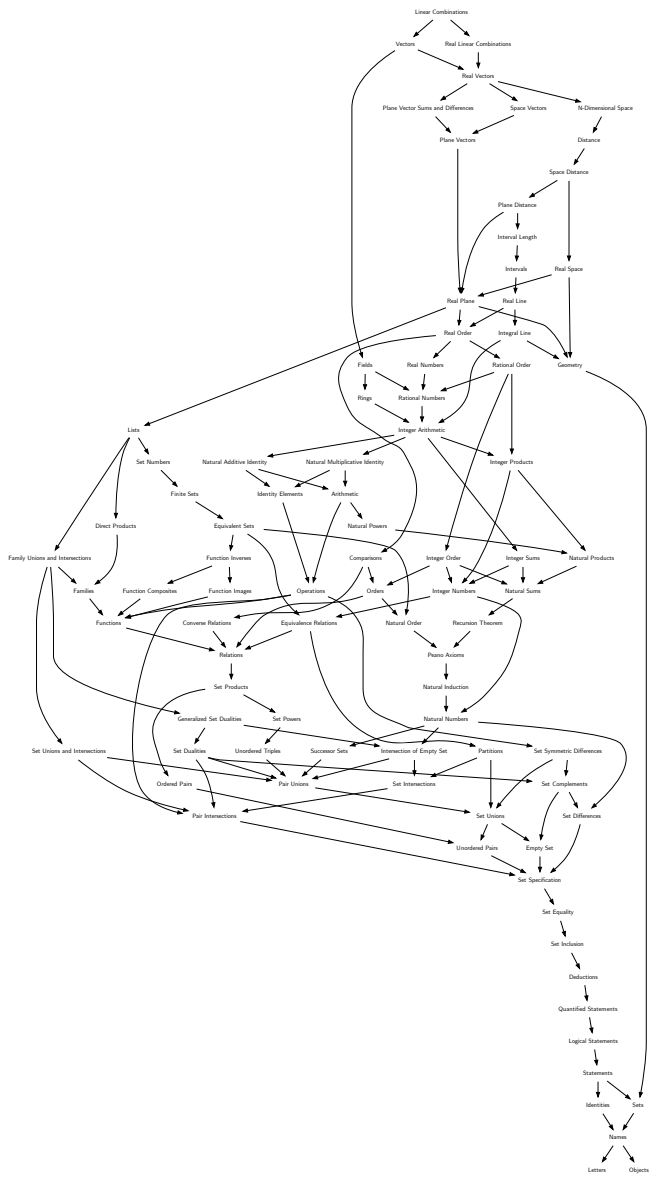 Linear Combinations
Vectors
Real Linear Combinations
Real Vectors
Plane Vector Sums and Differences
Space Vectors
N-Dimensional Space
Plane Vectors
Distance
Space Distance
Plane Distance
Interval Length
Intervals
Real Space
Real Plane
Real Line
Real Order
Integral Line
Fields
Real Numbers
Rational Order
Geometry
Rings
Rational Numbers
Lists
Integer Arithmetic
Set Numbers
Natural Additive Identity
Natural Multiplicative Identity
Integer Products
Finite Sets
Identity Elements
Arithmetic
Direct Products
Equivalent Sets
Natural Powers
Family Unions and Intersections
Function Inverses
Comparisons
Integer Order
Integer Sums
Natural Products
Families
Function Composites
Function Images
Operations
Orders
Integer Numbers
Natural Sums
Functions
Converse Relations
Equivalence Relations
Natural Order
Recursion Theorem
Relations
Peano Axioms
Set Products
Natural Induction
Generalized Set Dualities
Set Powers
Natural Numbers
Set Unions and Intersections
Set Dualities
Unordered Triples
Successor Sets
Intersection of Empty Set
Partitions
Set Symmetric Differences
Ordered Pairs
Pair Unions
Set Intersections
Set Complements
Pair Intersections
Set Unions
Set Differences
Unordered Pairs
Empty Set
Set Specification
Set Equality
Set Inclusion
Deductions
Quantified Statements
Logical Statements
Statements
Identities
Sets
Names
Letters
Objects